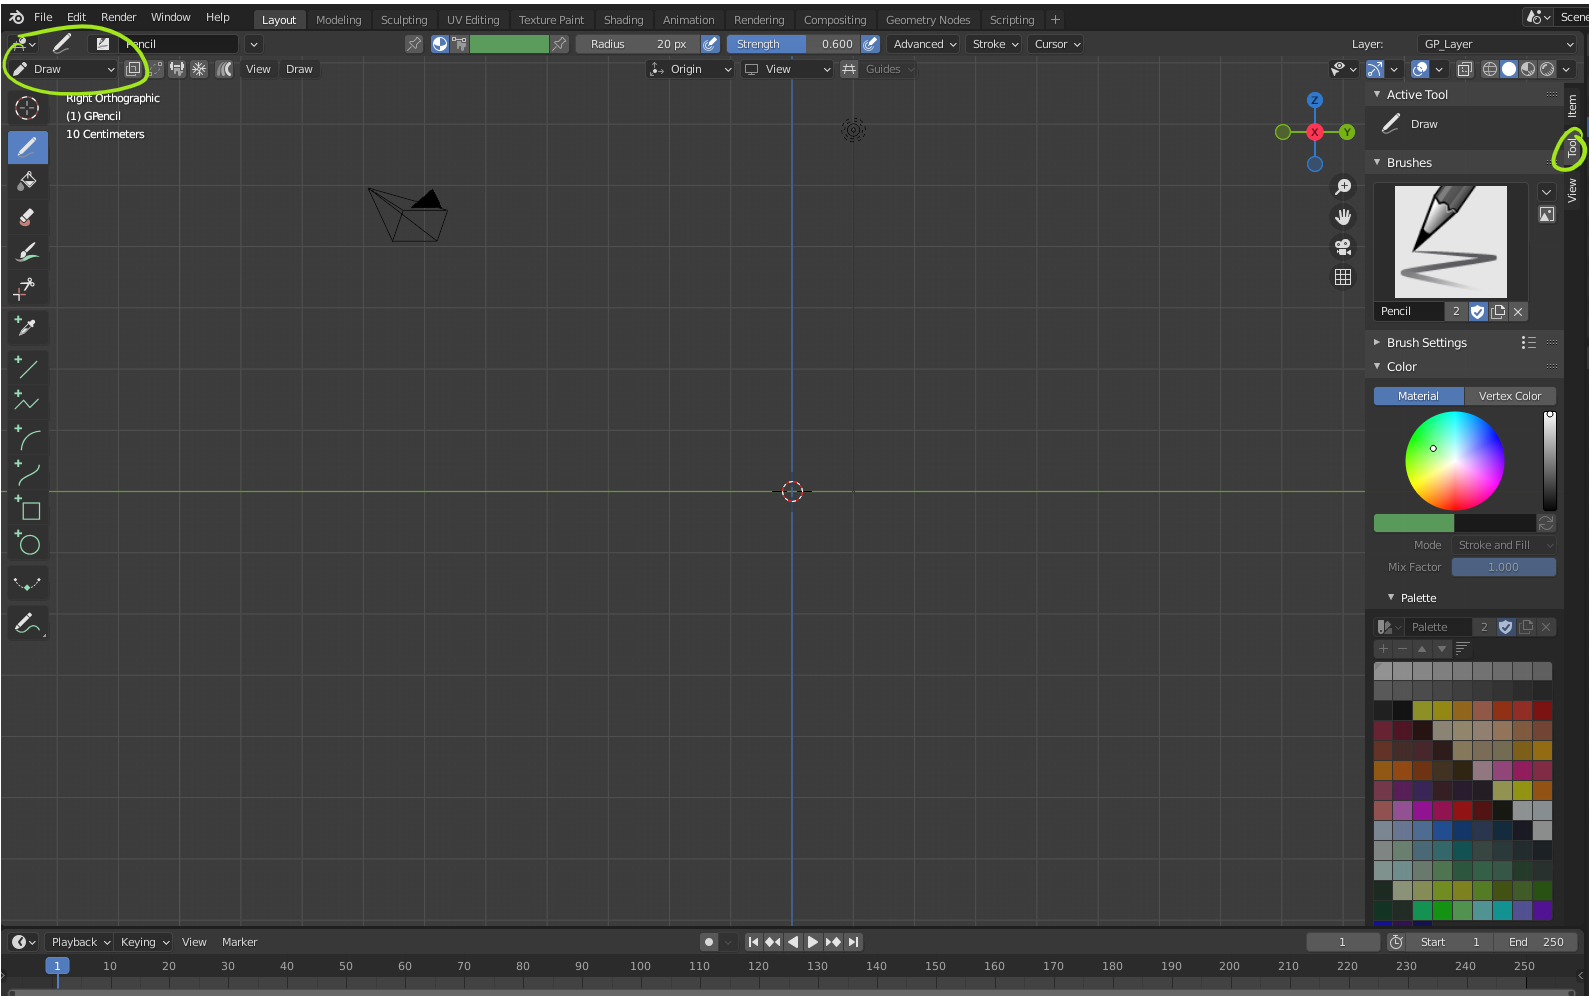 File Edit Render Window Help Layout Modeling Sculpting UV Editing Texture Paint Shading Animation Rendering Compositing Geometry Nodes Scripting + Scene
Pencil Radius 20 px Strength 0.600 Advanced Stroke Cursor Layer: GP_Layer
Draw View Draw Origin View Guides
Right Orthographic
(1) GPencil
10 Centimeters
Z
X
Y
Active Tool
Draw
Brushes
Pencil 2
Brush Settings
Color
Material Vertex Color
Mode Stroke and Fill
Mix Factor 1.000
Palette
Palette 2
Item
Tool
View
Playback Keying View Marker 1 Start 1 End 250
1 10 20 30 40 50 60 70 80 90 100 110 120 130 140 150 160 170 180 190 200 210 220 230 240 250